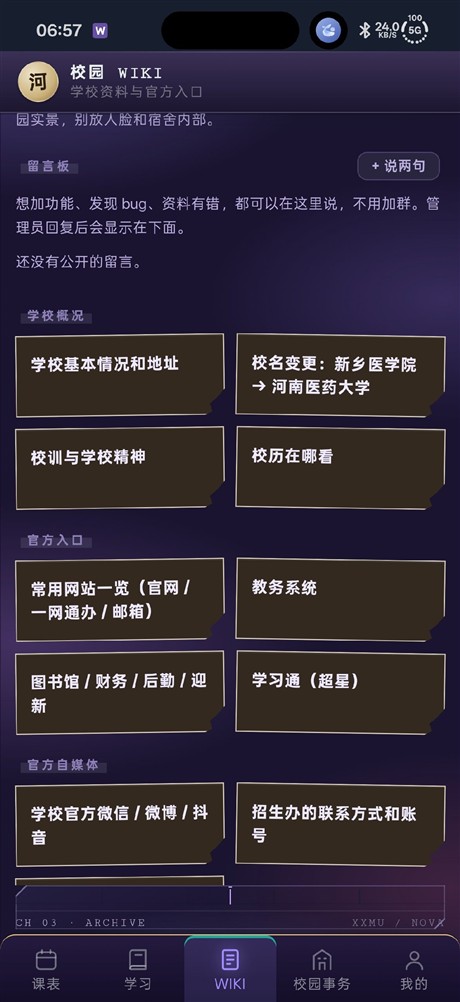 06:57 W 24.0 KB/S 100 5G
河
校园 WIKI
学校资料与官方入口
园实景，别放人脸和宿舍内部。
留言板
+ 说两句
想加功能、发现 bug、资料有错，都可以在这里说，不用加群。管
理员回复后会显示在下面。
还没有公开的留言。
学校概况
学校基本情况和地址
校名变更：新乡医学院
→ 河南医药大学
校训与学校精神
校历在哪看
官方入口
常用网站一览（官网 /
一网通办 / 邮箱）
教务系统
图书馆 / 财务 / 后勤 / 迎
新
学习通（超星）
官方自媒体
学校官方微信 / 微博 / 抖
音
招生办的联系方式和账
号
CH 03 · ARCHIVE
XXMU / NOVA
课表
学习
WIKI
校园事务
我的